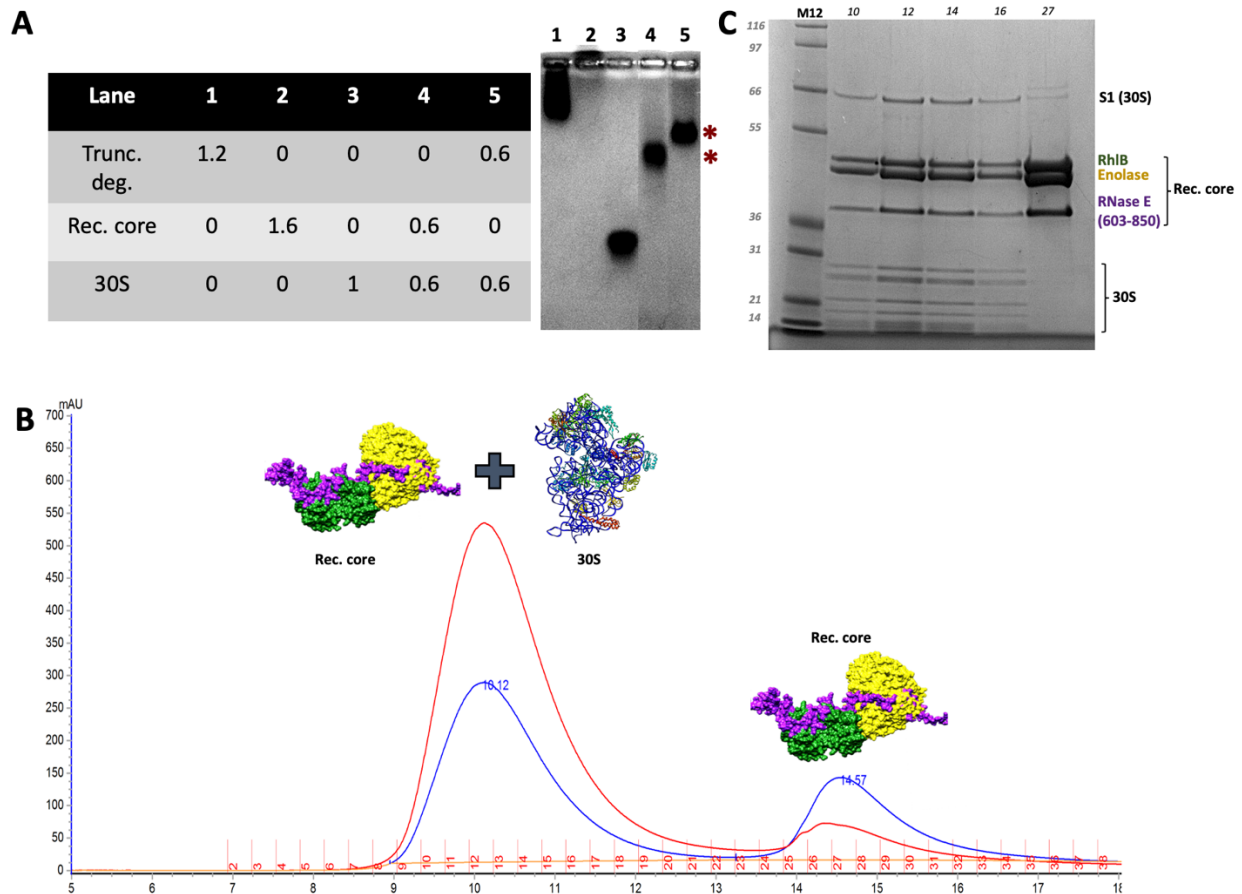 A
Lane 1 2 3 4 5
Trunc. deg. 1.2 0 0 0 0.6
Rec. core 0 1.6 0 0.6 0
30S 0 0 1 0.6 0.6
1 2 3 4 5
*
*
C
M12 10 12 14 16 27
116
97
66
55
36
31
21
14
S1 (30S)
RhlB
Enolase
RNase E
(603-850)
Rec. core
30S
B
mAU
700
650
600
550
500
450
400
350
300
250
200
150
100
50
0
Rec. core
30S
Rec. core
10.12
14.57
2 3 4 5 6 7 8 9 10 11 12 13 14 15 16 17 18 19 20 21 22 23 24 25 26 27 28 29 30 31 32 33 34 35 36 37 38
5 6 7 8 9 10 11 12 13 14 15 16 17 18